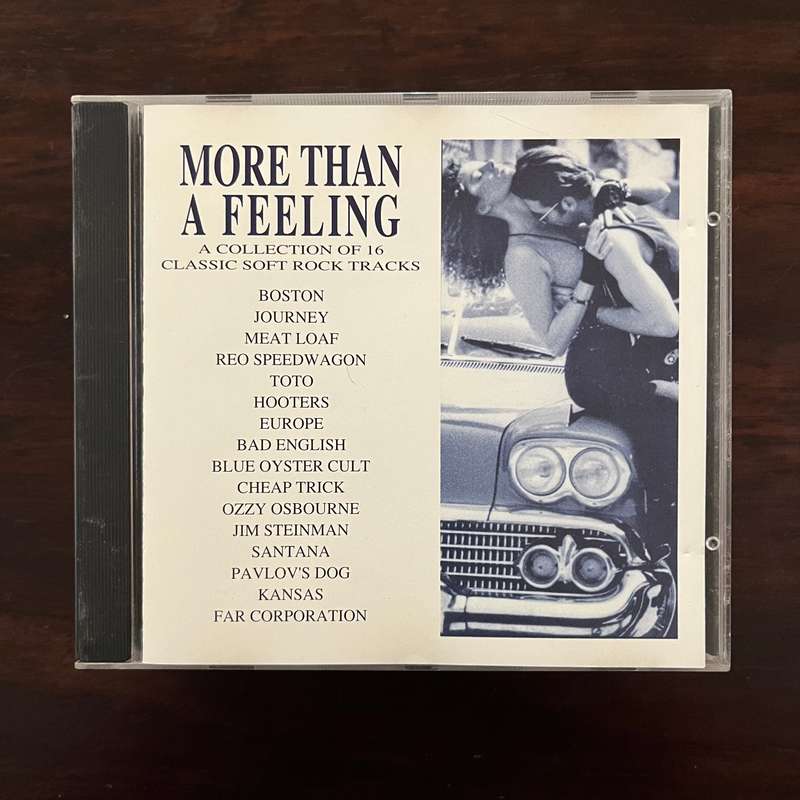 MORE THAN
A FEELING
A COLLECTION OF 16
CLASSIC SOFT ROCK TRACKS
BOSTON
JOURNEY
MEAT LOAF
REO SPEEDWAGON
TOTO
HOOTERS
EUROPE
BAD ENGLISH
BLUE OYSTER CULT
CHEAP TRICK
OZZY OSBOURNE
JIM STEINMAN
SANTANA
PAVLOV'S DOG
KANSAS
FAR CORPORATION